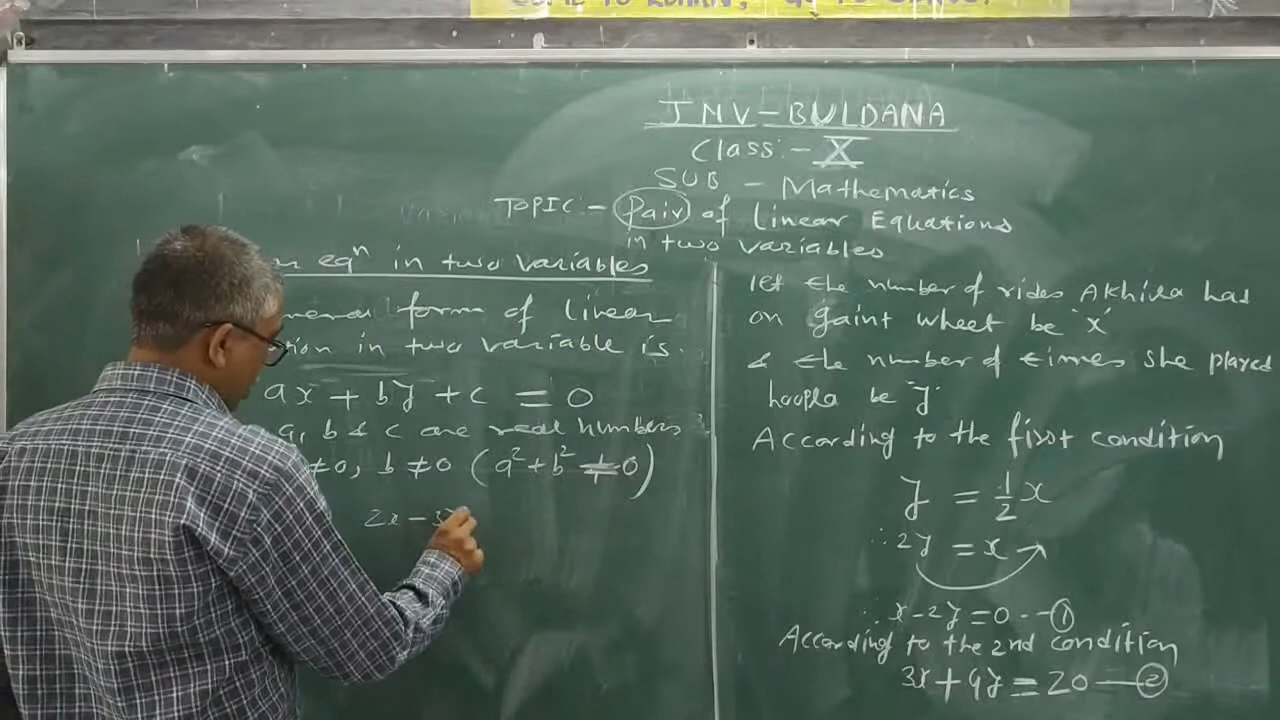 JNV-BULDANA
Class:- X
SUB - Mathematics
TOPIC:- Pair of Linear Equations
in two variables
eqⁿ in two variables
form of linear
in two variable is.
ax + by + c = 0
a, b & c are real numbers
≠0, b ≠0 (a²+b² ≠0)
2x-3y
let the number of rides Akhila has
on gaint wheel be 'x'
& the number of times she played
hoopla be y.
According to the first condition
y = 1/2 x
∴ 2y = x
∴ x-2y=0 --①
According to the 2nd condition
3x+4y=20 —②